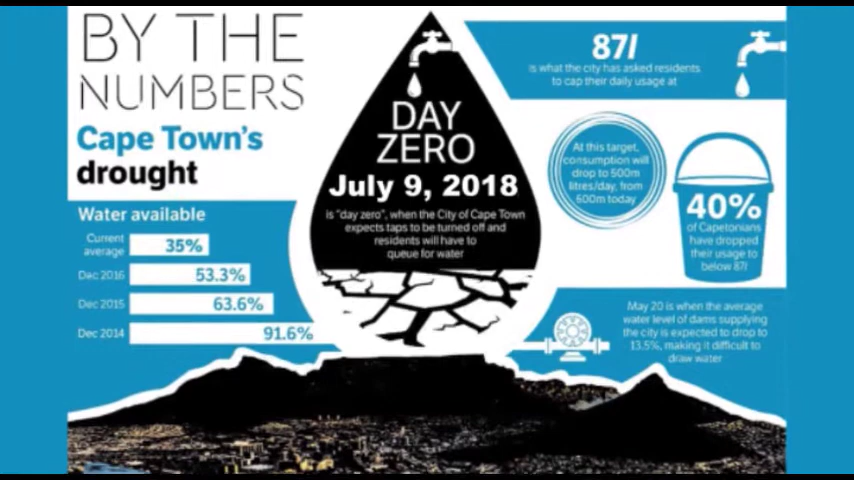 BY THE
NUMBERS
Cape Town's
drought
Water available
Current
average
35%
Dec 2016
53.3%
Dec 2015
63.6%
Dec 2014
91.6%
DAY
ZERO
July 9, 2018
is "day zero", when the City of Cape Town
expects taps to be turned off and
residents will have to
queue for water
87l
is what the city has asked residents
to cap their daily usage at
At this target,
consumption will
drop to 500m
litres/day, from
600m today
40%
of Capetonians
have dropped
their usage to
below 87l
May 20 is when the average
water level of dams supplying
the city is expected to drop to
13.5%, making it difficult to
draw water